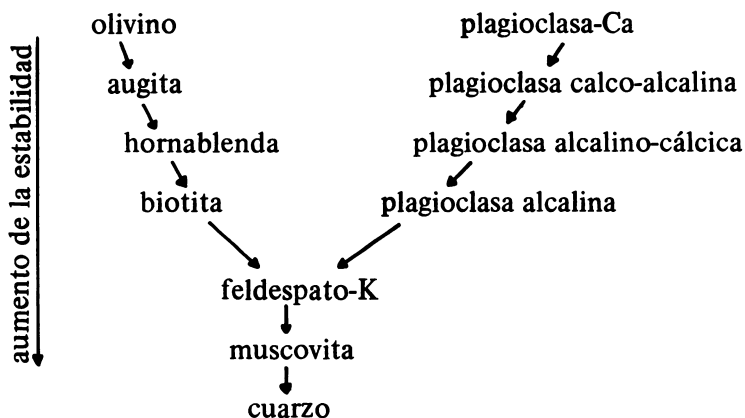 olivino
plagioclasa-Ca
augita
plagioclasa calco-alcalina
hornablenda
plagioclasa alcalino-cálcica
biotita
plagioclasa alcalina
feldespato-K
muscovita
cuarzo
aumento de la estabilidad